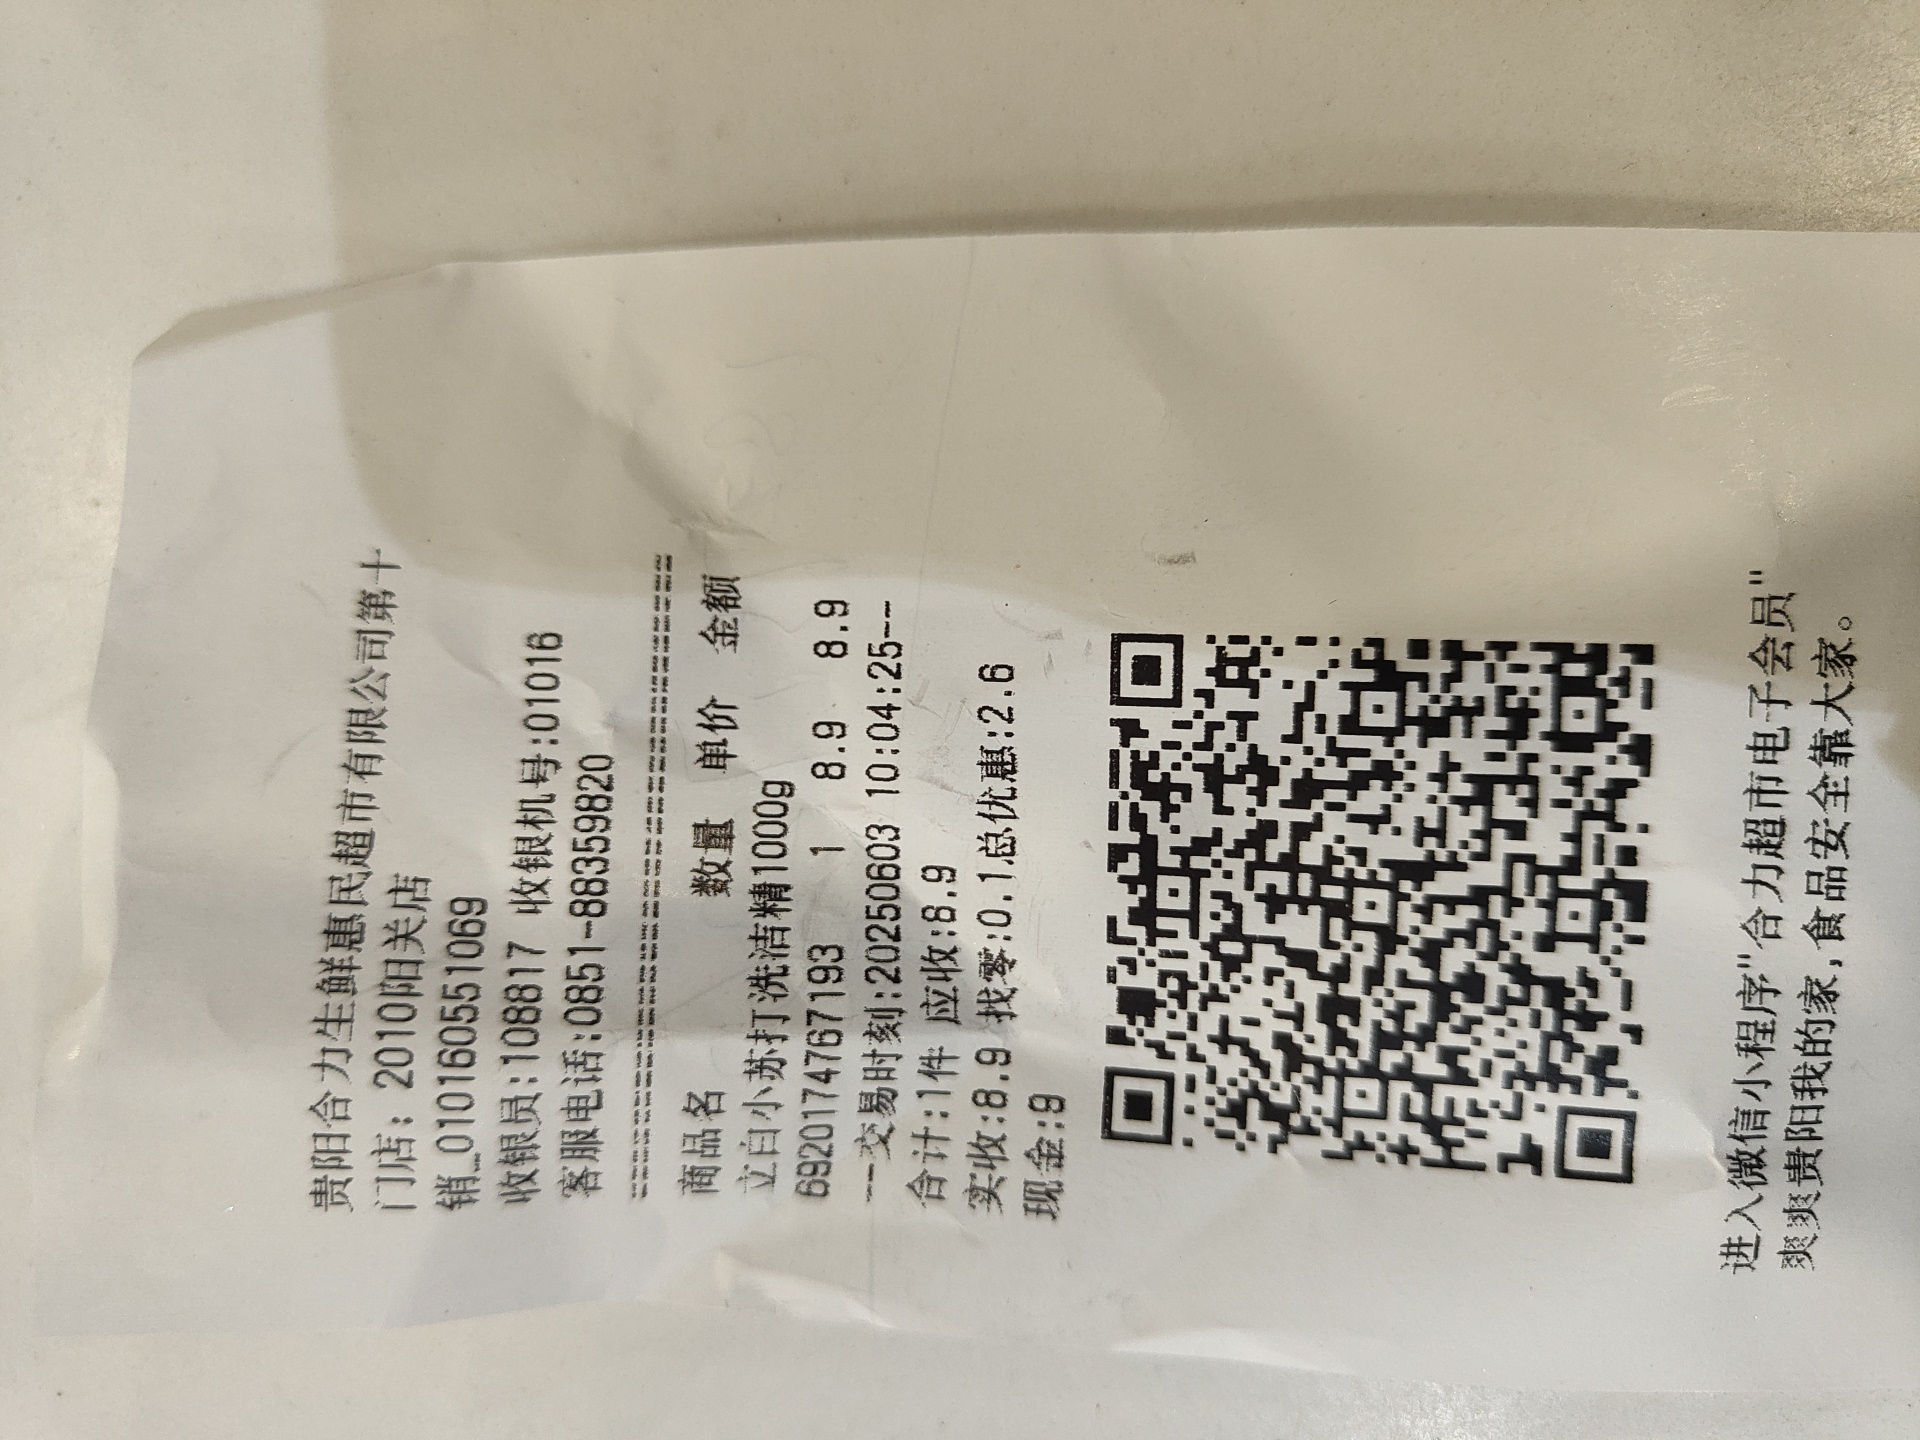 贵阳合力生鲜惠民超市有限公司第十
门店: 2010阳关店
销_0101605510​69
收银员:108817 收银机号:01016
客服电话:0851-88359820
================================
商品名 数量 单价 金额
立白小苏打洗洁精1000g
6920174767193 1 8.9 8.9
--交易时刻:20250603 10:04:25--
合计:1件 应收:8.9
实收:8.9 找零:0.1总优惠:2.6
现金:9
进入微信小程序"合力超市电子会员"
爽爽贵阳我的家,食品安全靠大家。